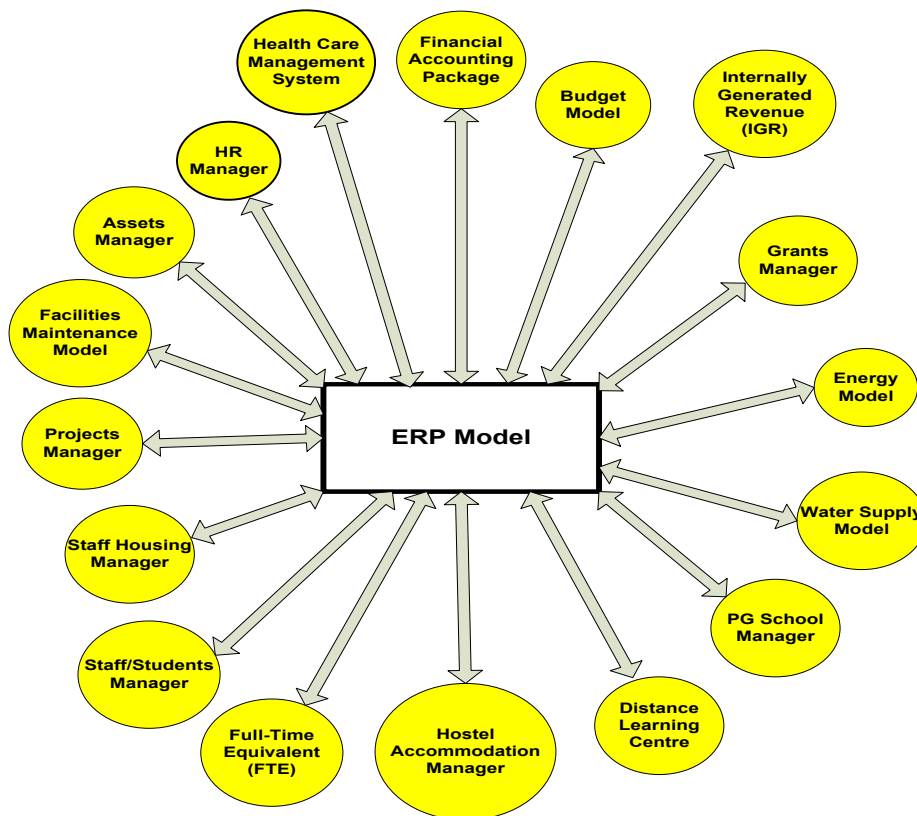 Health Care
Management
System
Financial
Accounting
Package
Budget
Model
Internally
Generated
Revenue
(IGR)
HR
Manager
Assets
Manager
Grants
Manager
Facilities
Maintenance
Model
Energy
Model
ERP Model
Projects
Manager
Water Supply
Model
Staff Housing
Manager
PG School
Manager
Staff/Students
Manager
Full-Time
Equivalent
(FTE)
Hostel
Accommodation
Manager
Distance
Learning
Centre